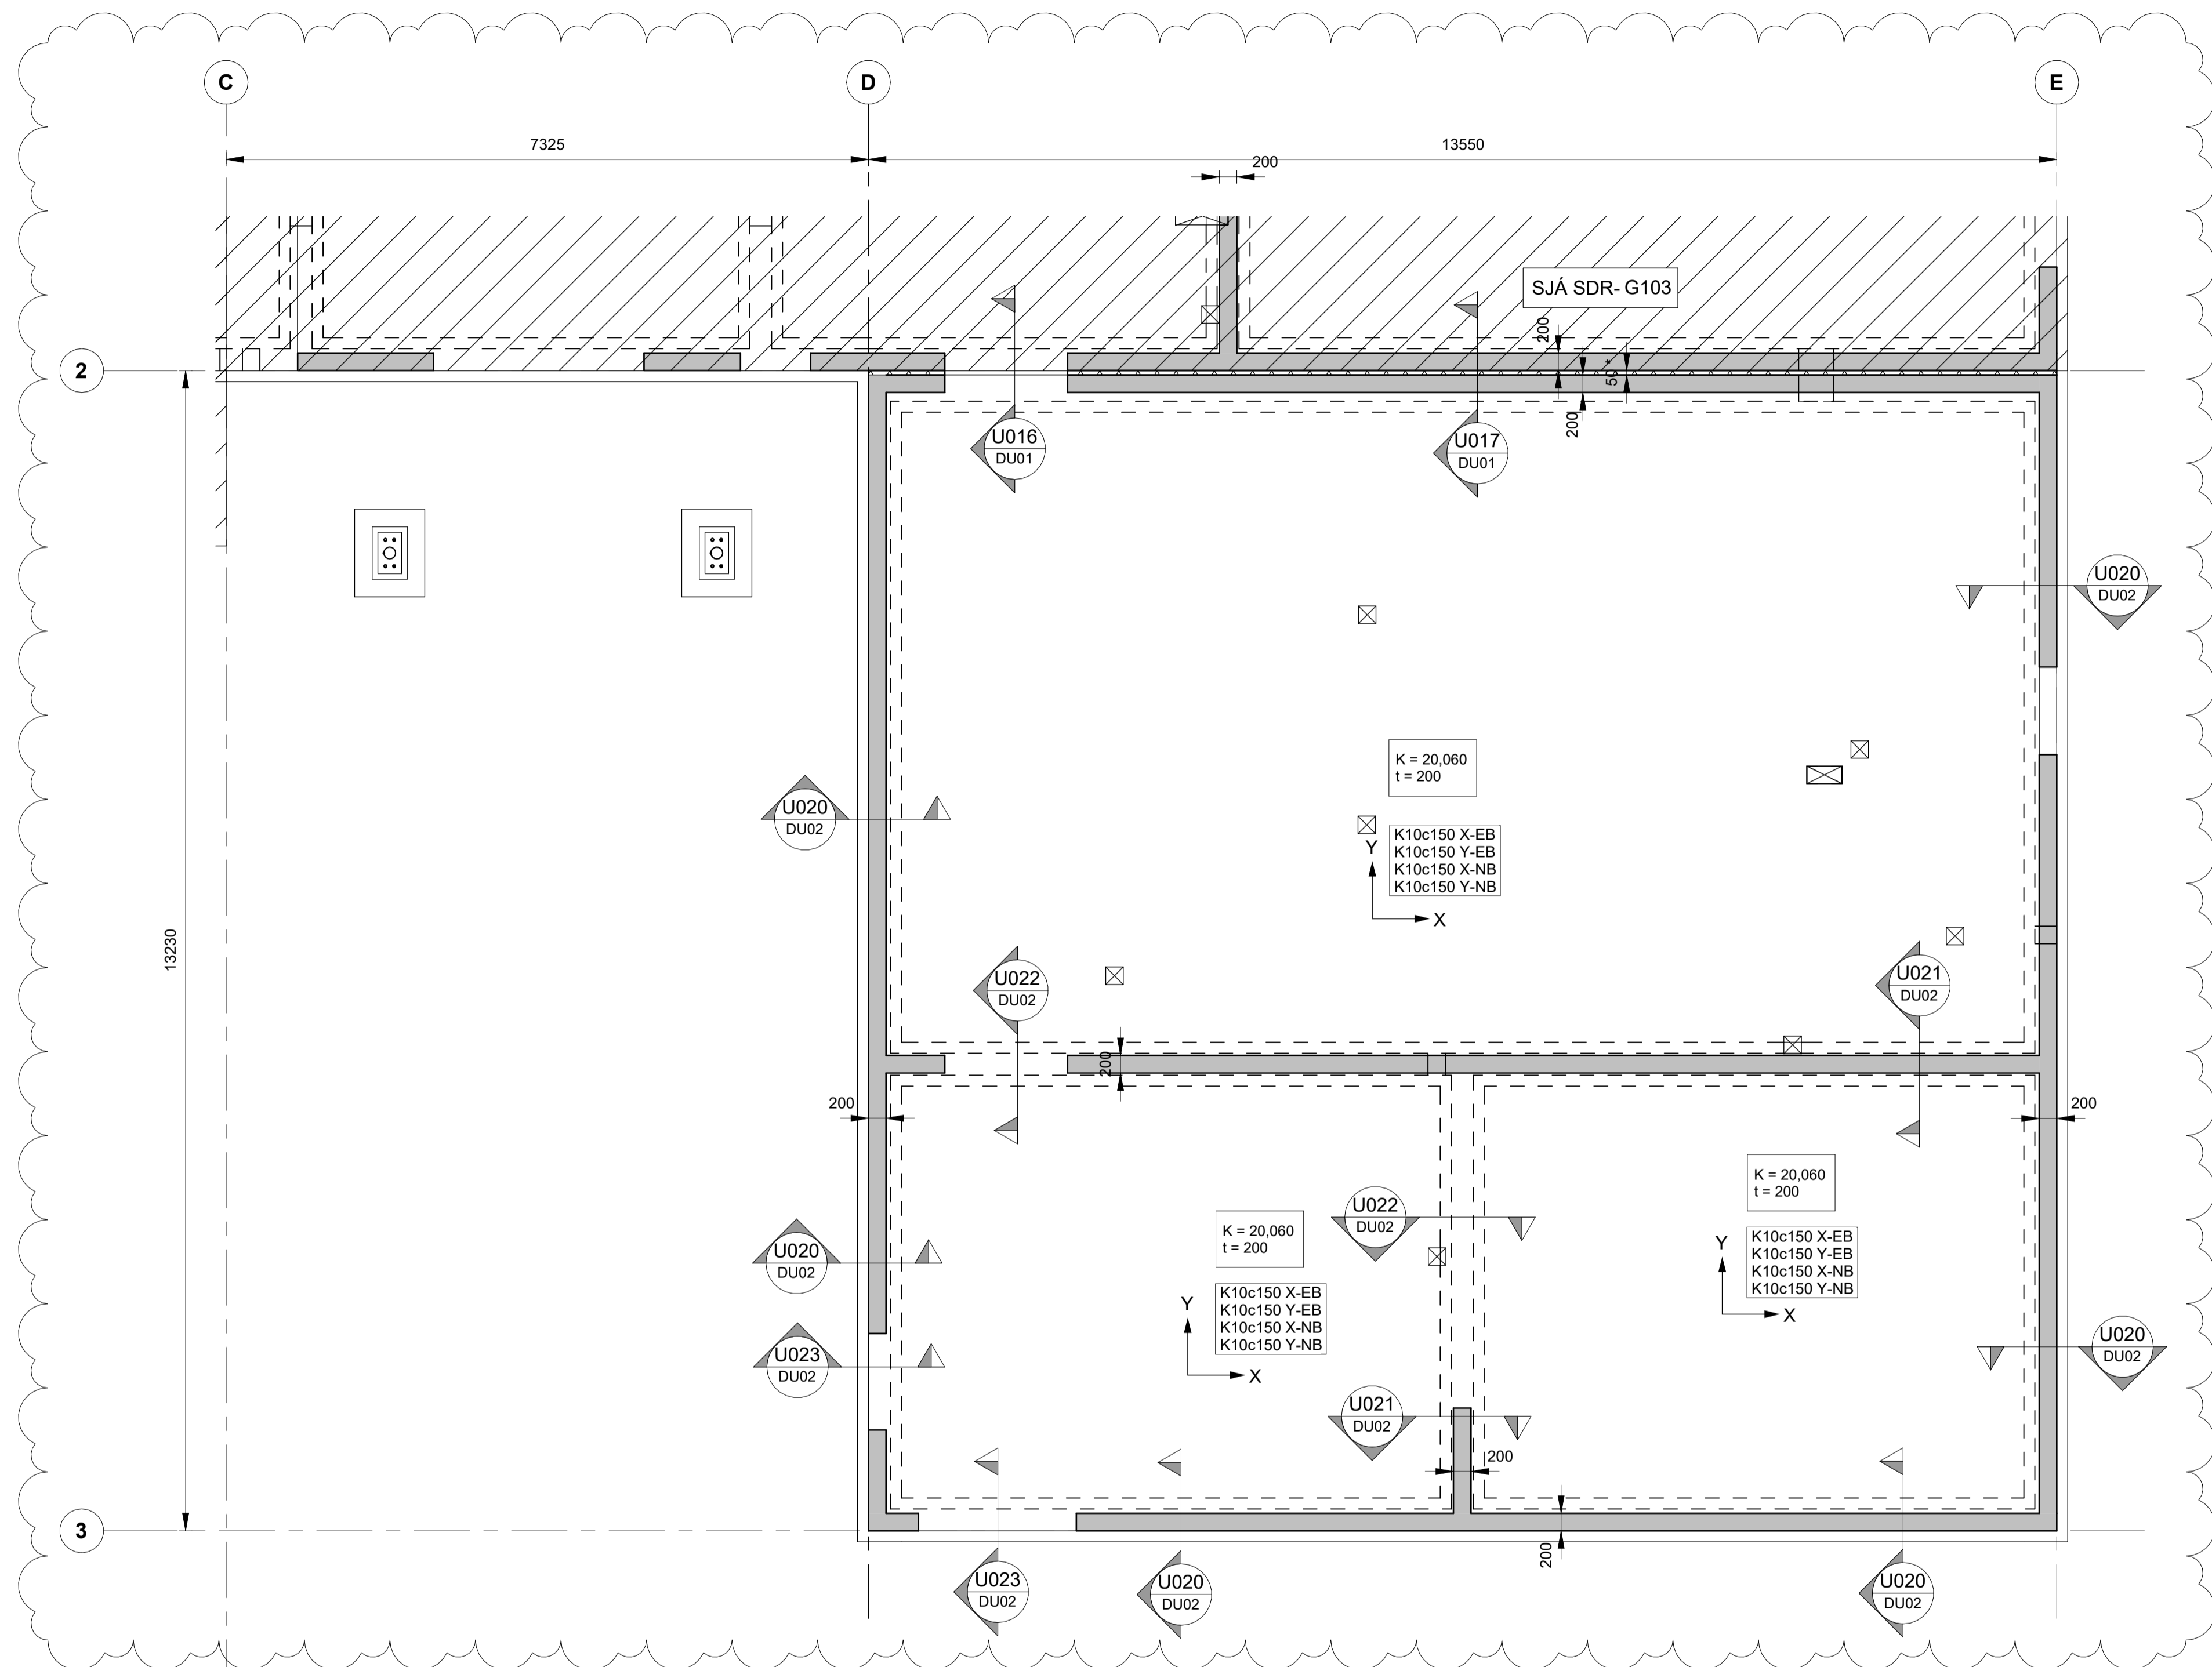 C
D
E
7325
13550
200
SJÁ SDR- G103
200
2
50*
200
U016
DU01
U017
DU01
U020
DU02
K = 20,060
t = 200
U020
DU02
K10c150 X-EB
K10c150 Y-EB
K10c150 X-NB
K10c150 Y-NB
Y
X
13230
U022
DU02
U021
DU02
200
200
200
K = 20,060
t = 200
U022
DU02
K = 20,060
t = 200
K10c150 X-EB
K10c150 Y-EB
K10c150 X-NB
K10c150 Y-NB
Y
X
U020
DU02
K10c150 X-EB
K10c150 Y-EB
K10c150 X-NB
K10c150 Y-NB
Y
X
U020
DU02
U023
DU02
U021
DU02
200
3
200
U023
DU02
U020
DU02
U020
DU02